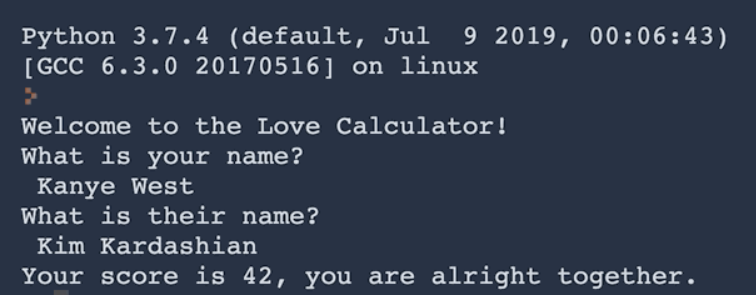 Python 3.7.4 (default, Jul  9 2019, 00:06:43)
[GCC 6.3.0 20170516] on linux
>
Welcome to the Love Calculator!
What is your name?
 Kanye West
What is their name?
 Kim Kardashian
Your score is 42, you are alright together.